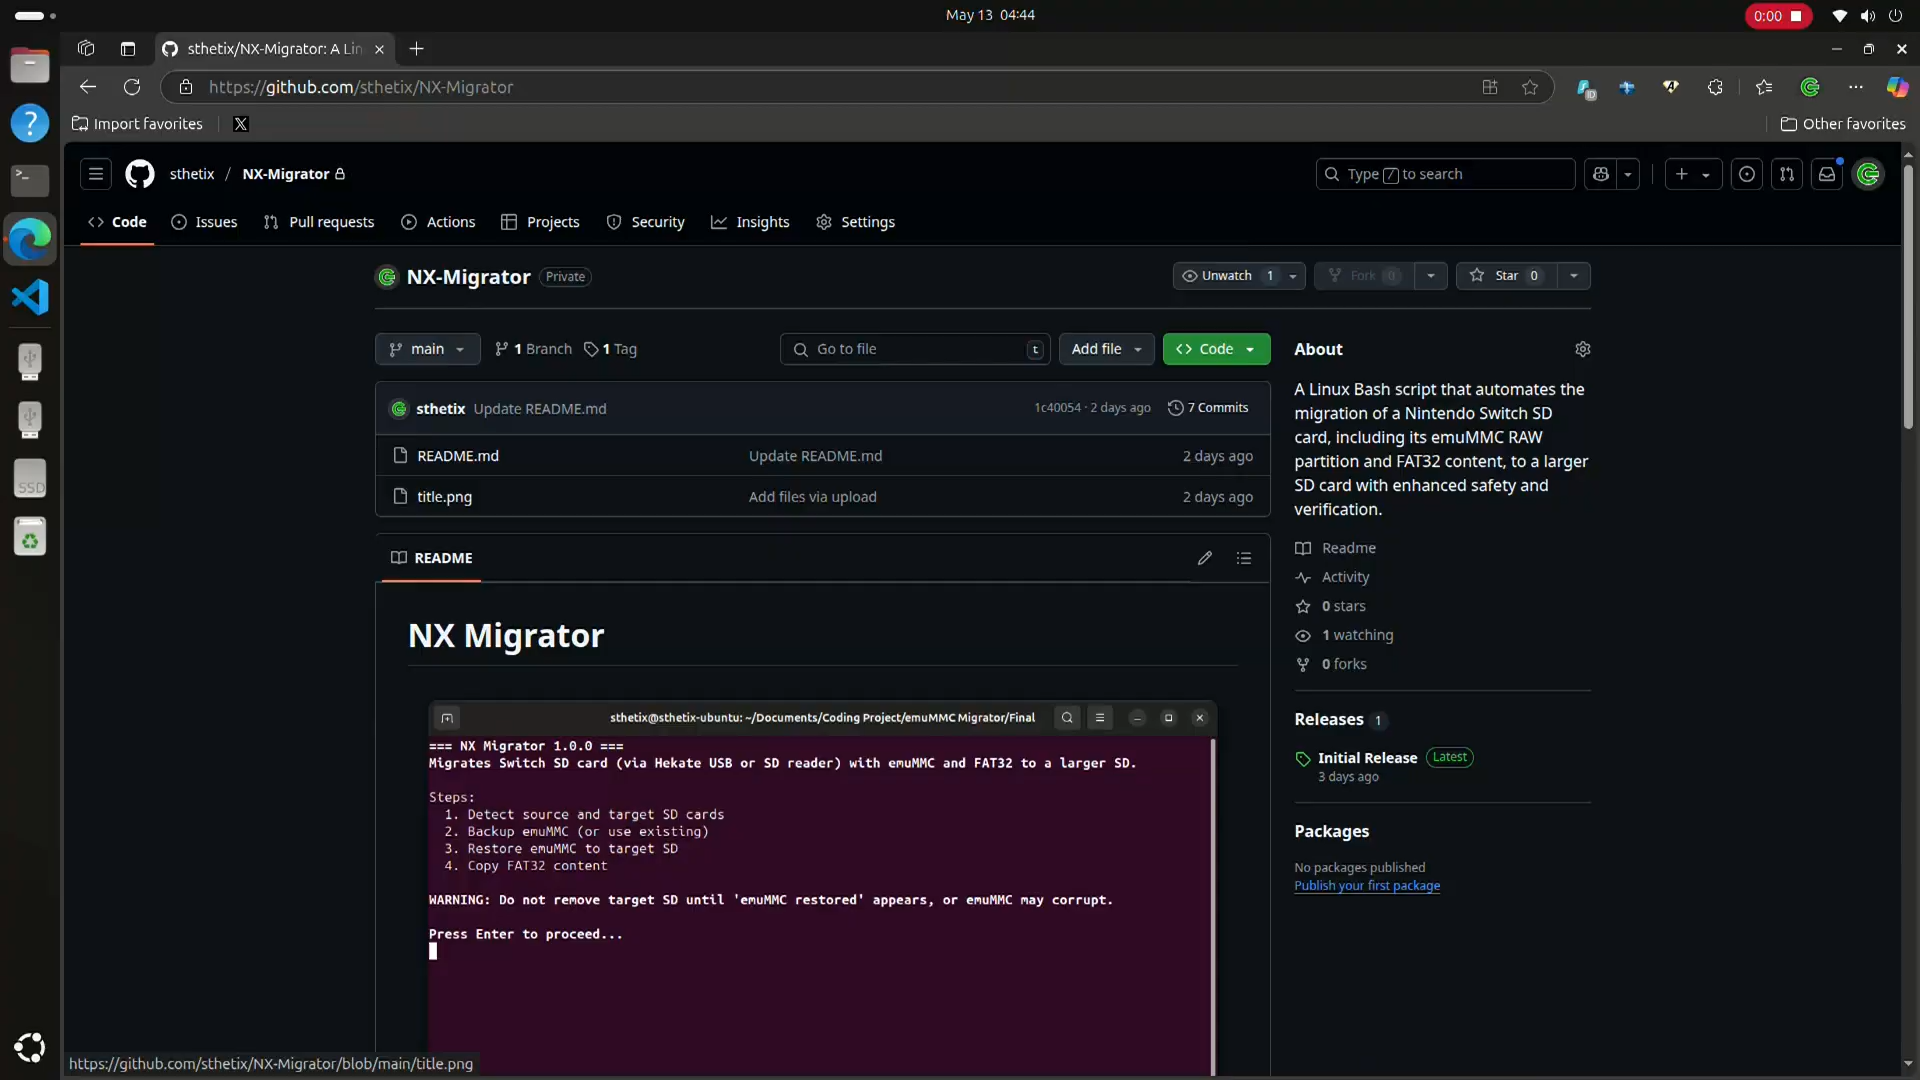 May 13 04:44
0:00
sthetix/NX-Migrator: A Lin
https://github.com/sthetix/NX-Migrator
Import favorites
Other favorites
sthetix / NX-Migrator
Type / to search
Code
Issues
Pull requests
Actions
Projects
Security
Insights
Settings
NX-Migrator
Private
Unwatch 1
Fork 0
Star 0
main
1 Branch
1 Tag
Go to file
t
Add file
Code
sthetix Update README.md
1c40054 · 2 days ago
7 Commits
README.md
Update README.md
2 days ago
title.png
Add files via upload
2 days ago
README
NX Migrator
sthetix@sthetix-ubuntu: ~/Documents/Coding Project/emuMMC Migrator/Final
=== NX Migrator 1.0.0 ===
Migrates Switch SD card (via Hekate USB or SD reader) with emuMMC and FAT32 to a larger SD.
Steps:
1. Detect source and target SD cards
2. Backup emuMMC (or use existing)
3. Restore emuMMC to target SD
4. Copy FAT32 content
WARNING: Do not remove target SD until 'emuMMC restored' appears, or emuMMC may corrupt.
Press Enter to proceed...
About
A Linux Bash script that automates the
migration of a Nintendo Switch SD
card, including its emuMMC RAW
partition and FAT32 content, to a larger
SD card with enhanced safety and
verification.
Readme
Activity
0 stars
1 watching
0 forks
Releases 1
Initial Release
Latest
3 days ago
Packages
No packages published
Publish your first package
SSD
https://github.com/sthetix/NX-Migrator/blob/main/title.png